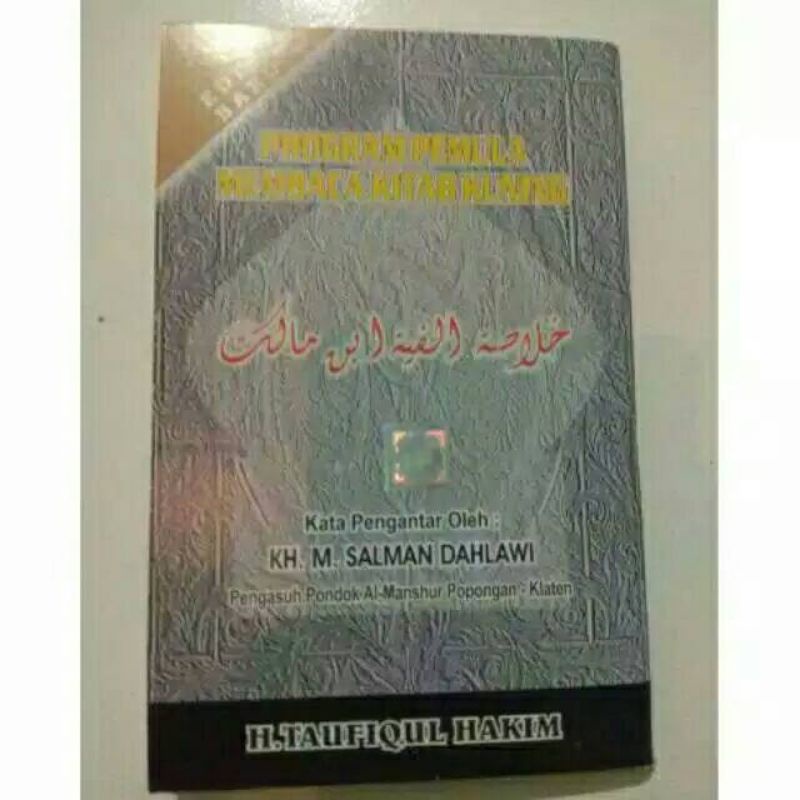 PROGRAM PEMULA
MEMBACA KITAB KUNING
خلاصة الفية ابن مالك
Kata Pengantar Oleh :
KH. M. SALMAN DAHLAWI
Pengasuh Pondok Al-Manshur Popongan - Klaten
H.TAUFIQUL HAKIM